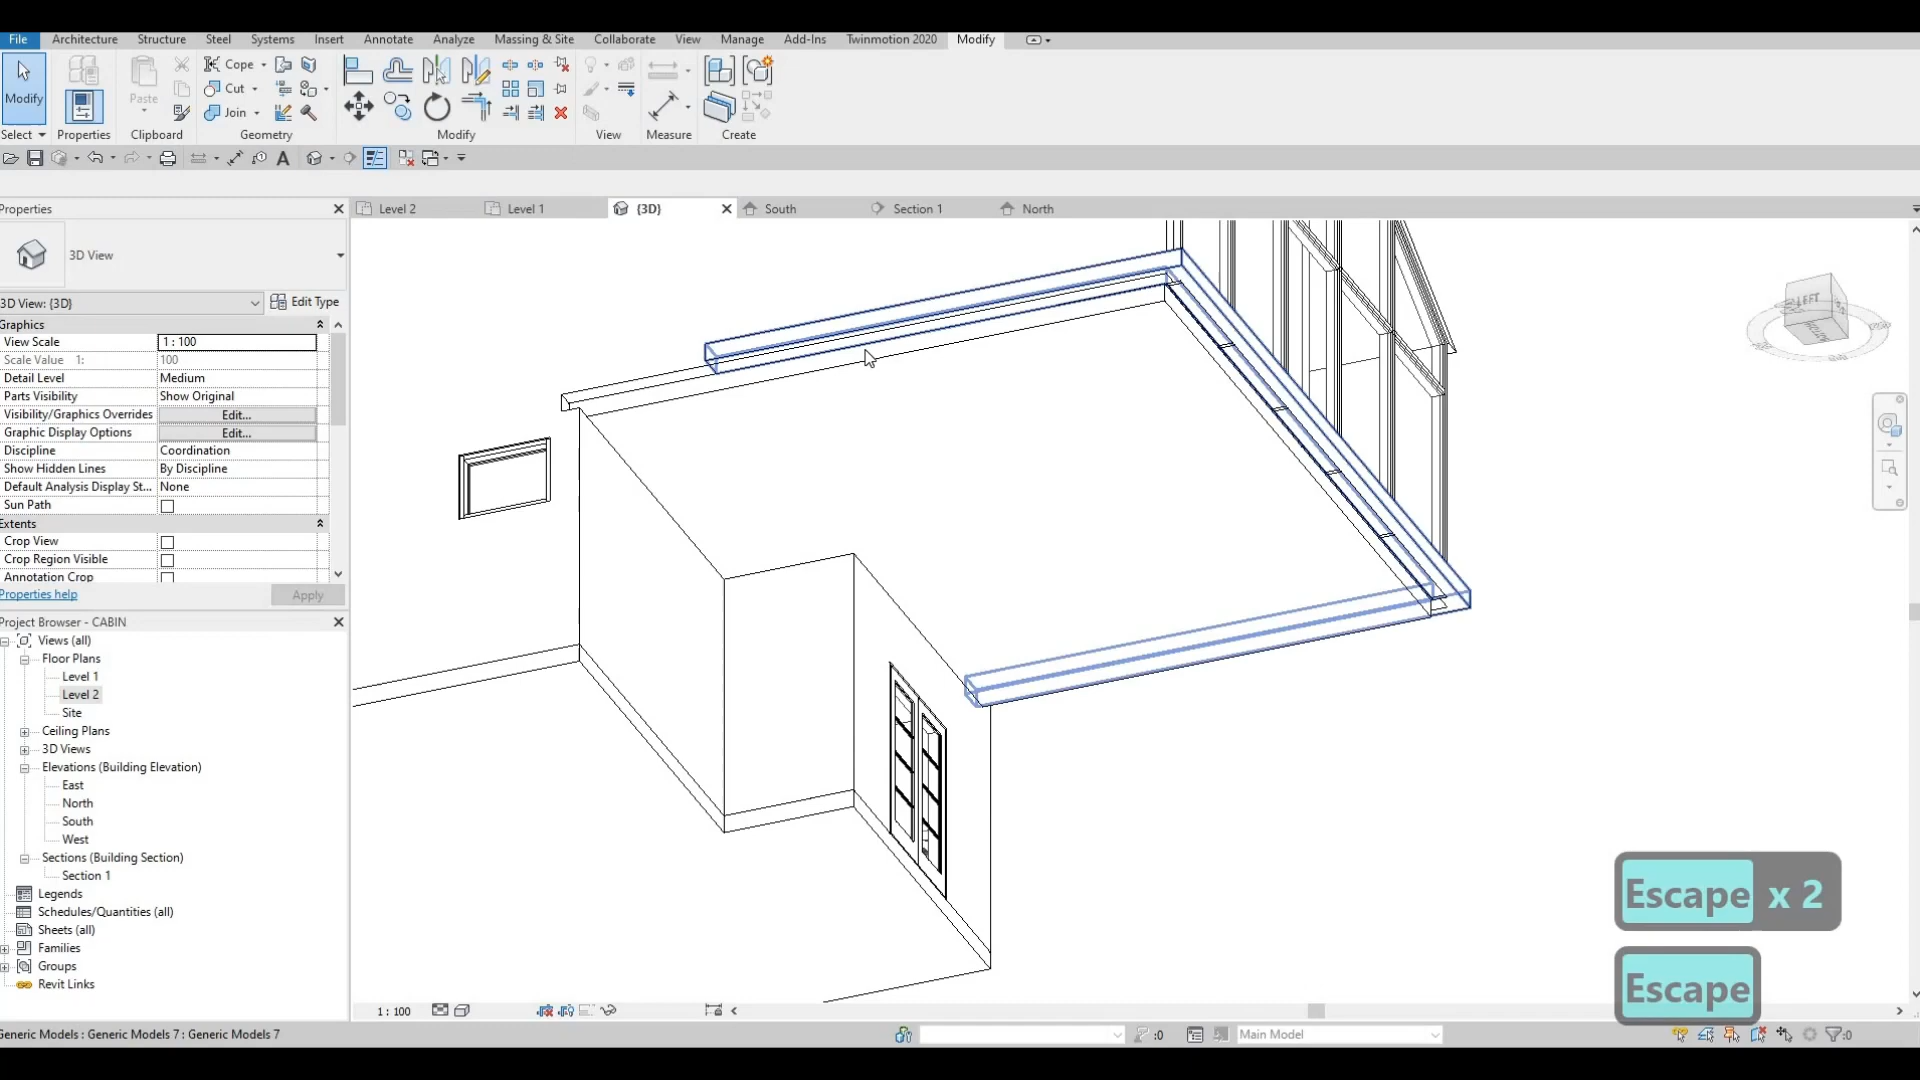 File Architecture Structure Steel Systems Insert Annotate Analyze Massing & Site Collaborate View Manage Add-Ins Twinmotion 2020 Modify
Modify Paste Cope Cut Join
Select Properties Clipboard Geometry Modify View Measure Create
A
Properties
Level 2 Level 1 {3D} South Section 1 North
3D View
3D View: {3D} Edit Type
Graphics
View Scale 1 : 100
Scale Value 1: 100
Detail Level Medium
Parts Visibility Show Original
Visibility/Graphics Overrides Edit...
Graphic Display Options Edit...
Discipline Coordination
Show Hidden Lines By Discipline
Default Analysis Display St... None
Sun Path
Extents
Crop View
Crop Region Visible
Annotation Crop
Properties help Apply
Project Browser - CABIN
Views (all)
Floor Plans
Level 1
Level 2
Site
Ceiling Plans
3D Views
Elevations (Building Elevation)
East
North
South
West
Sections (Building Section)
Section 1
Legends
Schedules/Quantities (all)
Sheets (all)
Families
Groups
Revit Links
LEFT
Escape x 2
Escape
1 : 100
Generic Models : Generic Models 7 : Generic Models 7
:0 Main Model :0